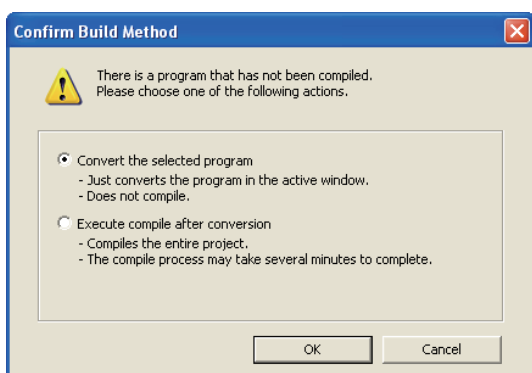 Confirm Build Method
There is a program that has not been compiled.
Please choose one of the following actions.
Convert the selected program
- Just converts the program in the active window.
- Does not compile.
Execute compile after conversion
- Compiles the entire project.
- The compile process may take several minutes to complete.
OK
Cancel